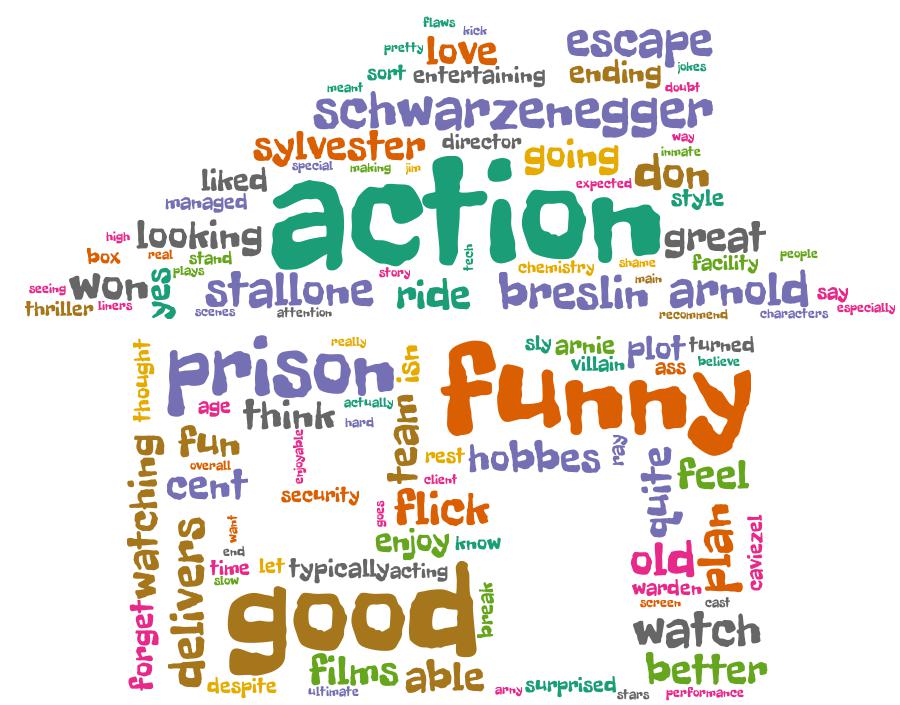 flaws
kick
pretty love escape
sort entertaining ending jokes
meant doubt
schwarzenegger
sylvester director going way
inmate
special making jim
liked expected don
managed style
action
high looking great
box real stand tech
story chemistry shame facility people
seeing won yes plays
stallone ride breslin main arnold say
thriller liners scenes attention recommend characters especially
thought prison really isn sly arnie plot turned
villain ass believe
funny
age think actually
hard
watching fun enjoyable team rest hobbes ray quite feel
overall
cent client
security goes flick
plan caviezel
delivers want enjoy know
end old
time let typically acting
slow warden
forget good break screen cast
watch
films able better
despite ultimate arny surprised stars performance